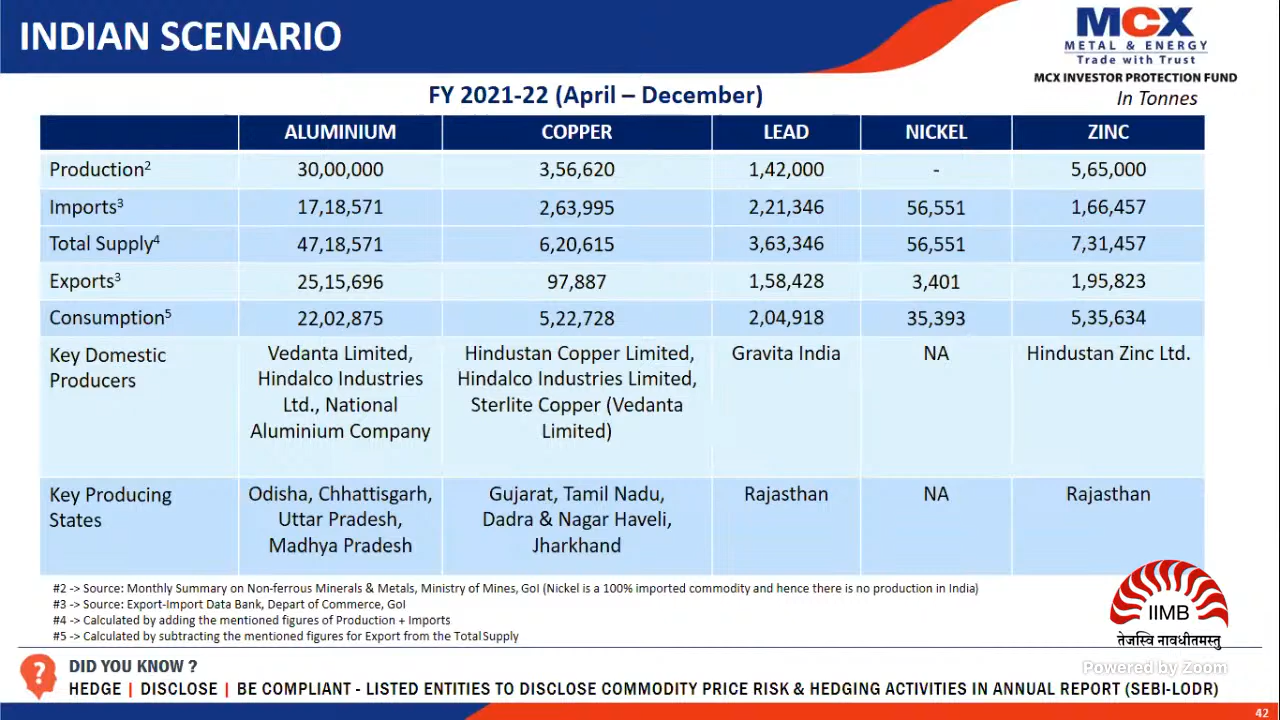 INDIAN SCENARIO
MCX
METAL & ENERGY
Trade with Trust
MCX INVESTOR PROTECTION FUND
FY 2021-22 (April – December)
In Tonnes
ALUMINIUM COPPER LEAD NICKEL ZINC
Production2 30,00,000 3,56,620 1,42,000 - 5,65,000
Imports3 17,18,571 2,63,995 2,21,346 56,551 1,66,457
Total Supply4 47,18,571 6,20,615 3,63,346 56,551 7,31,457
Exports3 25,15,696 97,887 1,58,428 3,401 1,95,823
Consumption5 22,02,875 5,22,728 2,04,918 35,393 5,35,634
Key Domestic
Producers
Vedanta Limited,
Hindalco Industries
Ltd., National
Aluminium Company
Hindustan Copper Limited,
Hindalco Industries Limited,
Sterlite Copper (Vedanta
Limited)
Gravita India
NA
Hindustan Zinc Ltd.
Key Producing
States
Odisha, Chhattisgarh,
Uttar Pradesh,
Madhya Pradesh
Gujarat, Tamil Nadu,
Dadra & Nagar Haveli,
Jharkhand
Rajasthan
NA
Rajasthan
#2 -> Source: Monthly Summary on Non-ferrous Minerals & Metals, Ministry of Mines, GoI (Nickel is a 100% imported commodity and hence there is no production in India)
#3 -> Source: Export-Import Data Bank, Depart of Commerce, GoI
#4 -> Calculated by adding the mentioned figures of Production + Imports
#5 -> Calculated by subtracting the mentioned figures for Export from the Total Supply
IIMB
तेजस्वि नावधीतमस्तु
Powered by Zoom
?
DID YOU KNOW ?
HEDGE | DISCLOSE | BE COMPLIANT - LISTED ENTITIES TO DISCLOSE COMMODITY PRICE RISK & HEDGING ACTIVITIES IN ANNUAL REPORT (SEBI-LODR)
42